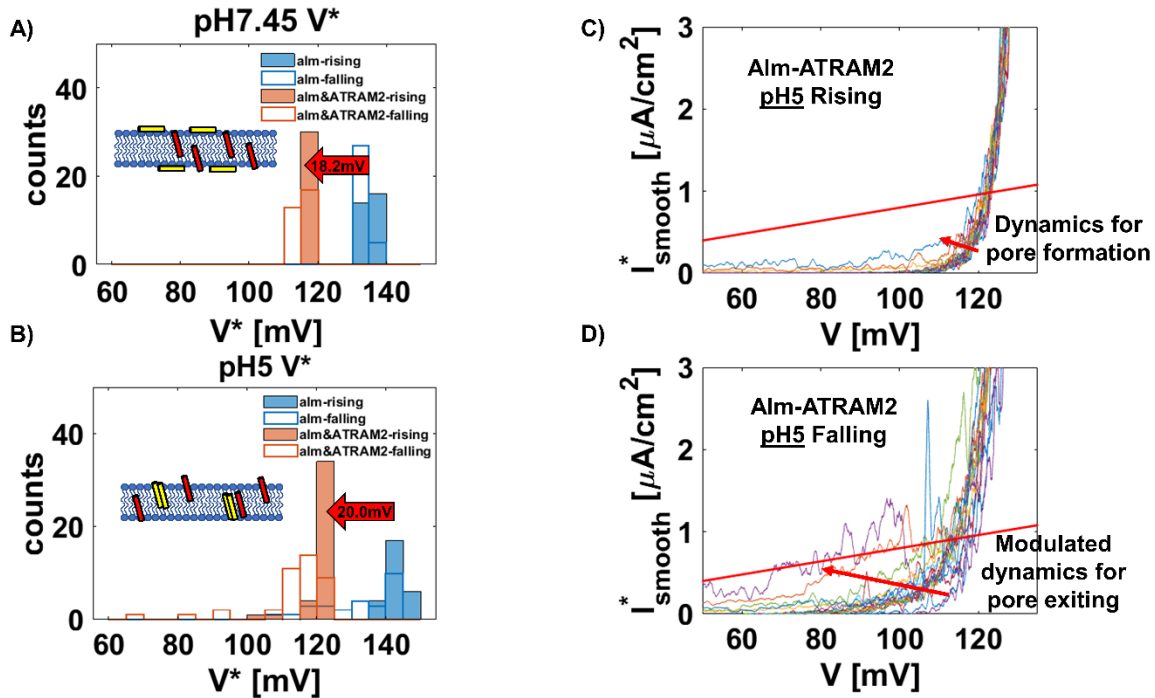 A)
pH7.45 V*
alm-rising
alm-falling
alm&ATRAM2-rising
alm&ATRAM2-falling
18.2mV
counts
40
20
0
60 80 100 120 140
V* [mV]
B)
pH5 V*
alm-rising
alm-falling
alm&ATRAM2-rising
alm&ATRAM2-falling
20.0mV
counts
40
20
0
60 80 100 120 140
V* [mV]
C)
Alm-ATRAM2
pH5 Rising
Dynamics for
pore formation
I*smooth [μA/cm2]
3
2
1
0
60 80 100 120
V [mV]
D)
Alm-ATRAM2
pH5 Falling
Modulated
dynamics for
pore exiting
I*smooth [μA/cm2]
3
2
1
0
60 80 100 120
V [mV]